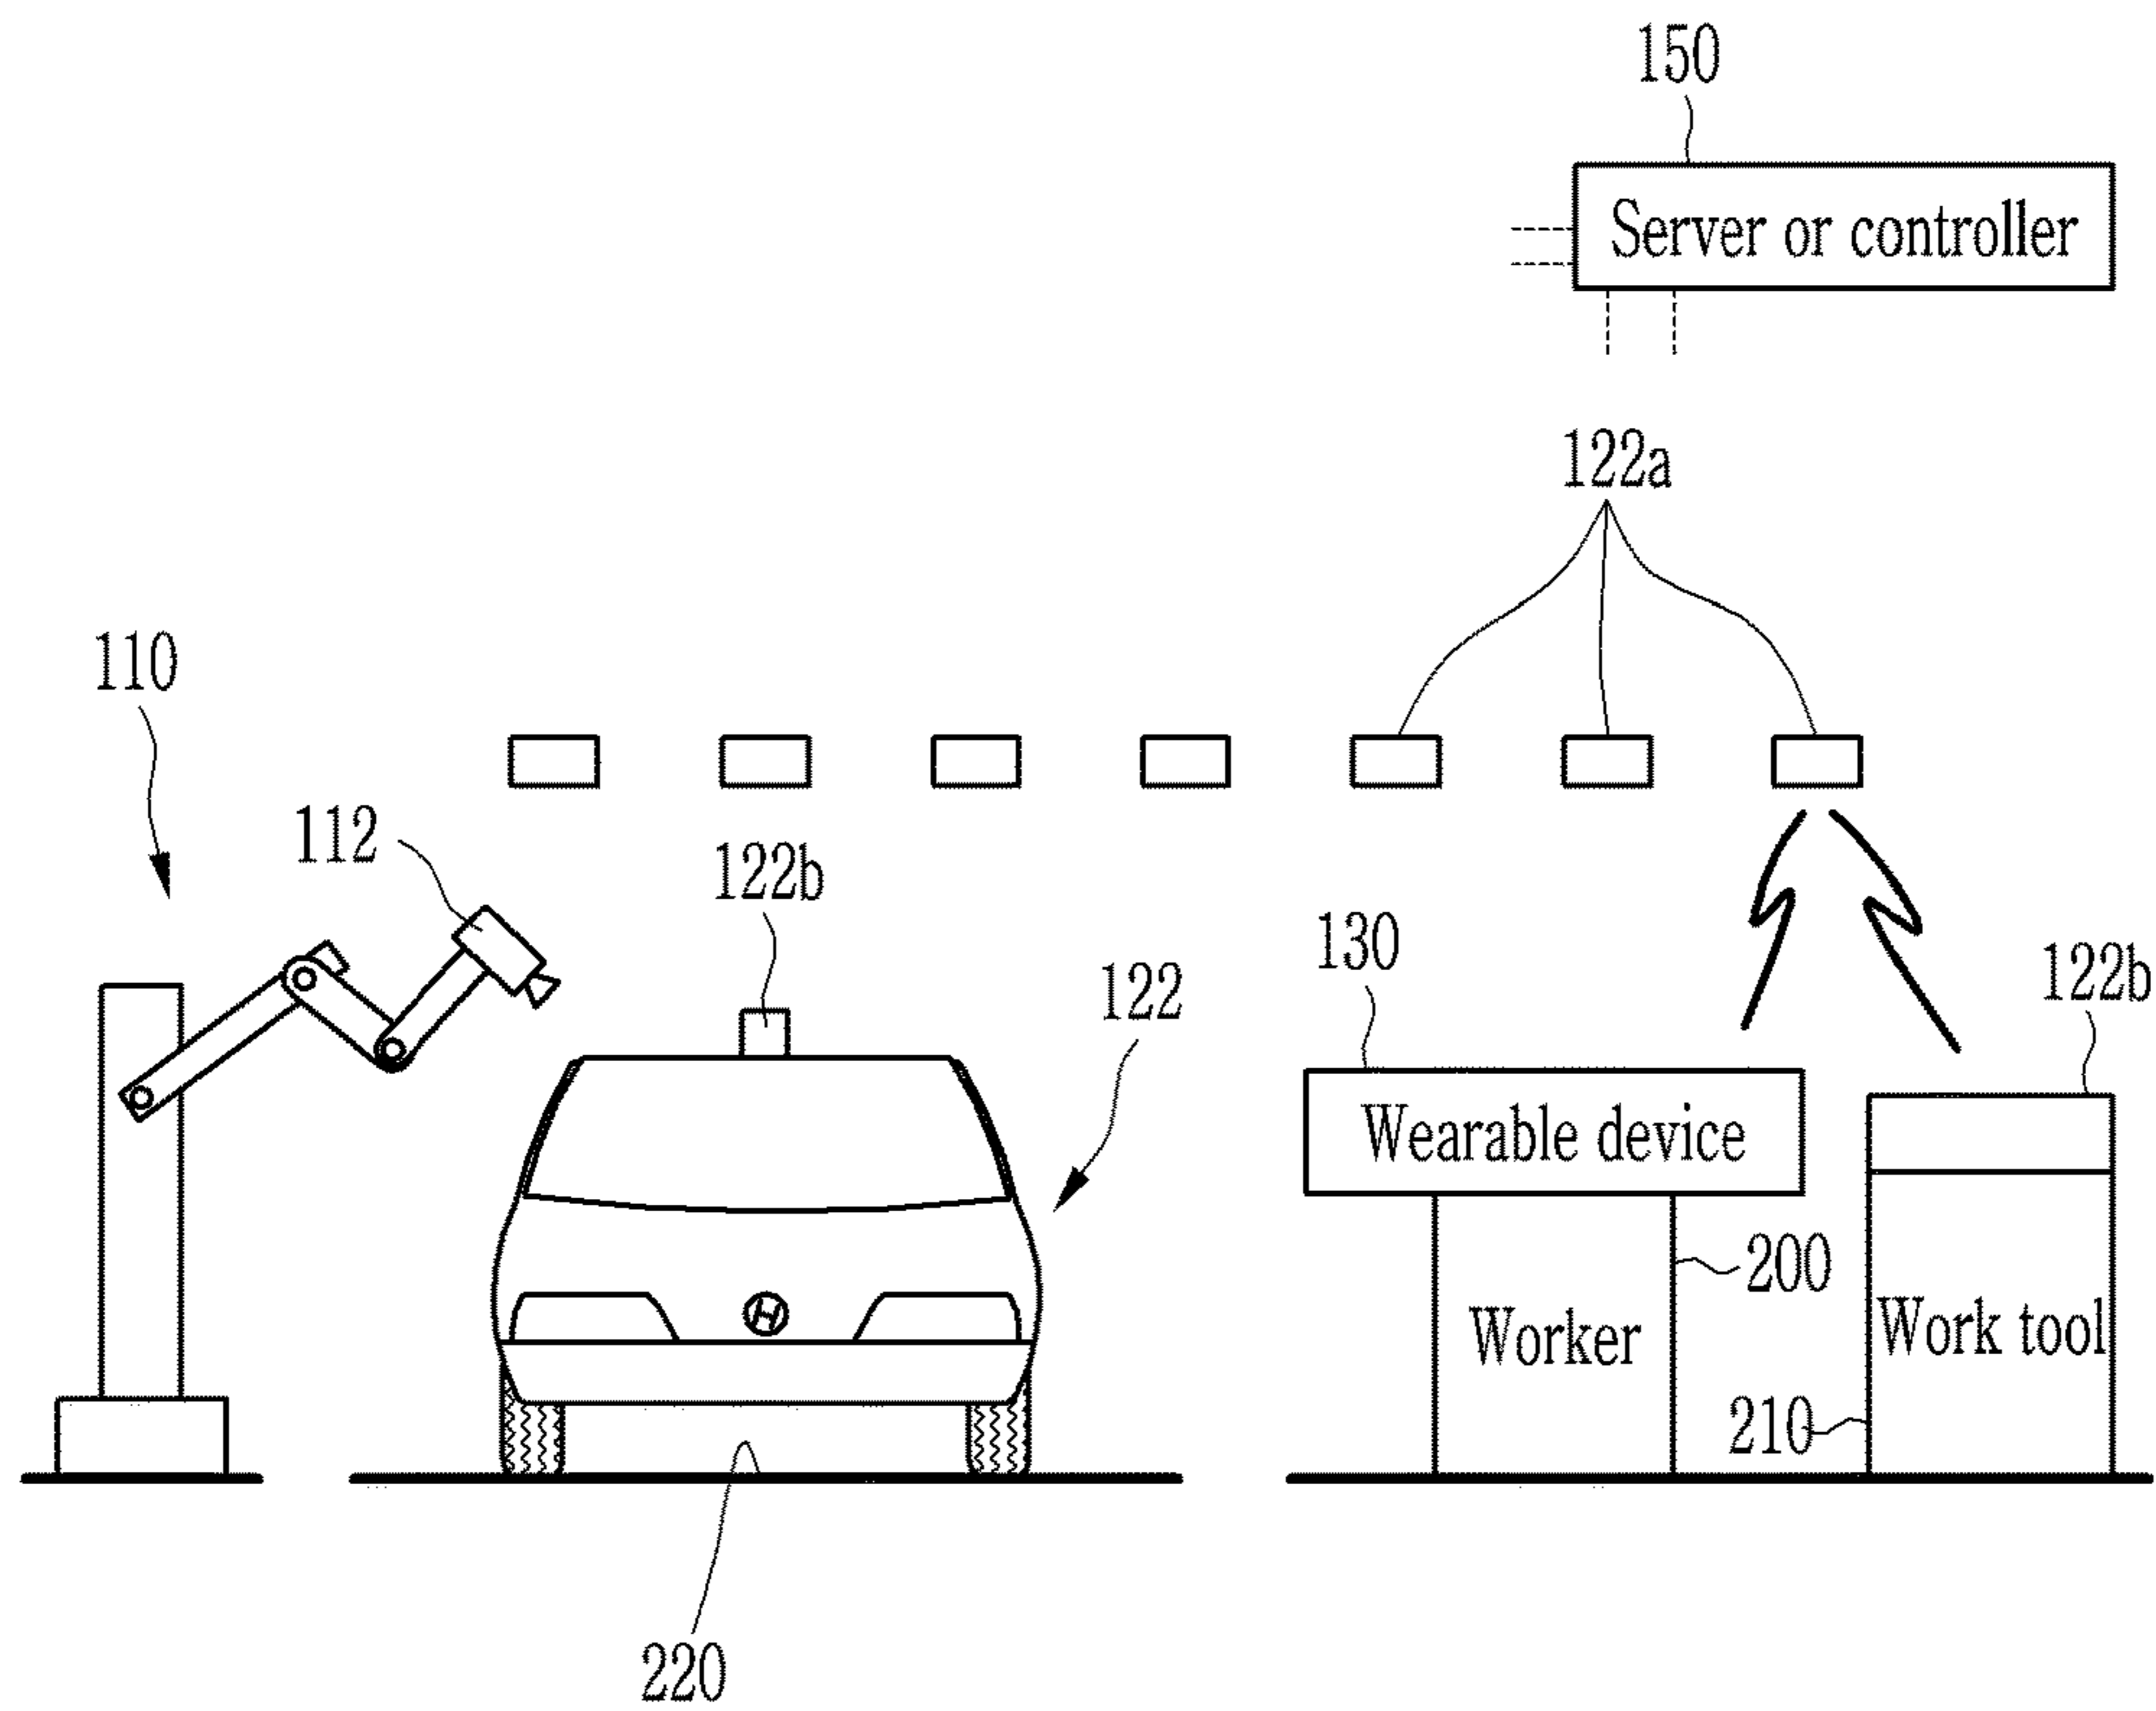 150
Server or controller
122a
110
112
122b
130
122
122b
Wearable device
200
Worker
Work tool
210
H
220